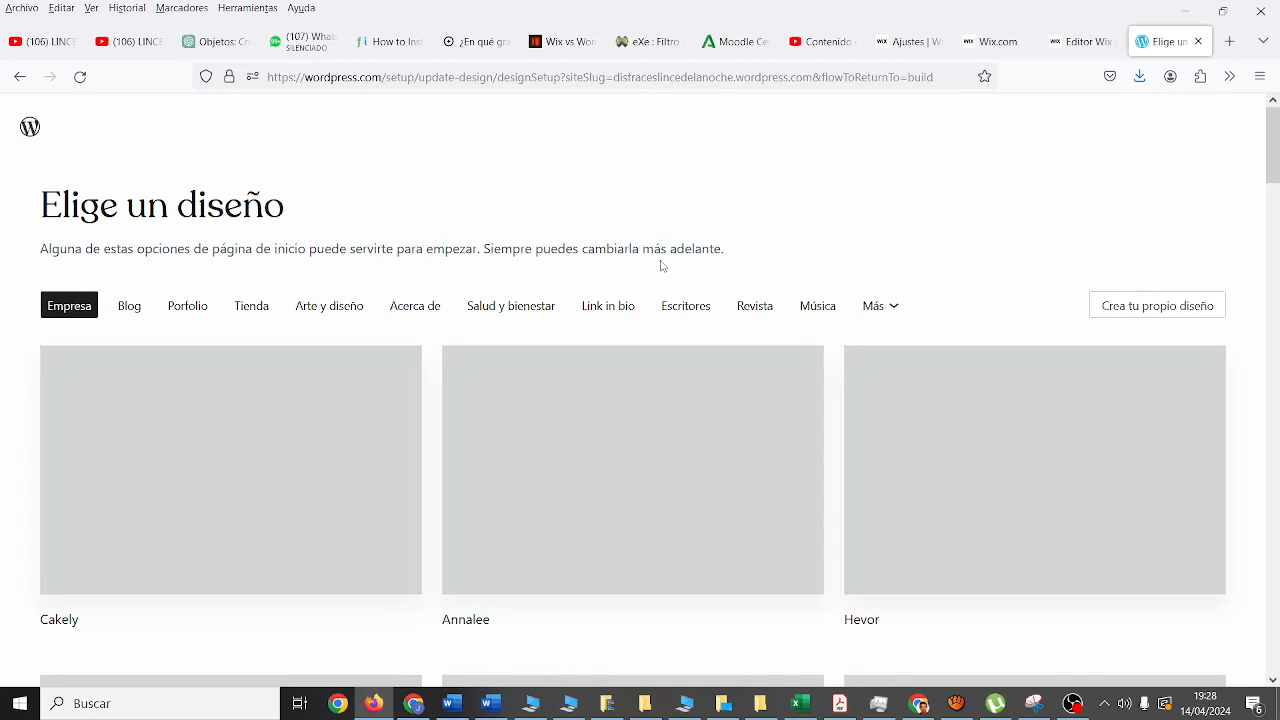 Archivo Editar Ver Historial Marcadores Herramientas Ayuda
(106) LINCE (106) LINCE Objetos: Cr (107) Whats How to Inst ¿En qué gra Wix vs Wor eXe : Filtro Moodle Ce Contenido Ajustes | W Wix.com Editor Wix Elige un
SILENCIADO
https://wordpress.com/setup/update-design/designSetup?siteSlug=disfraceslincedelanoche.wordpress.com&flowToReturnTo=build
Elige un diseño
Alguna de estas opciones de página de inicio puede servirte para empezar. Siempre puedes cambiarla más adelante.
Empresa Blog Porfolio Tienda Arte y diseño Acerca de Salud y bienestar Link in bio Escritores Revista Música Más Crea tu propio diseño
Cakely Annalee Hevor
Buscar
19:28
14/04/2024
6